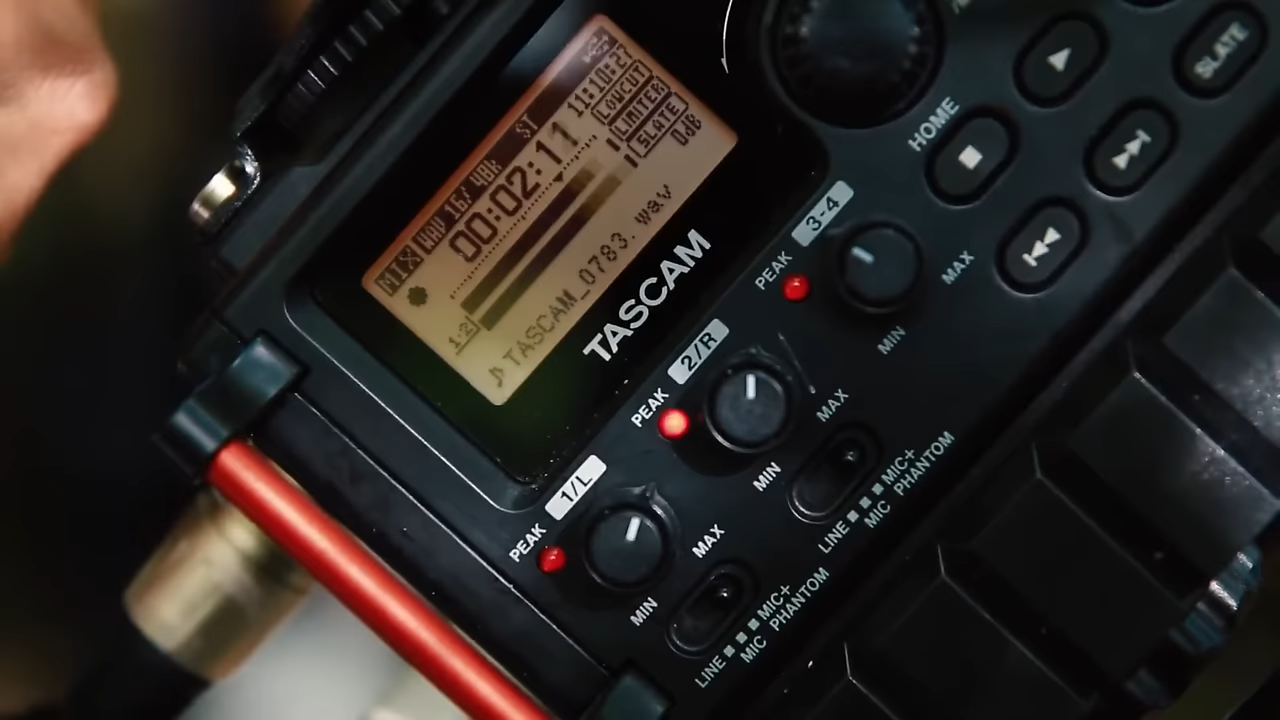 MIX WAV 16/48k ST 11:10:27
00:02:11
LOWCUT
LIMITER
SLATE
0dB
1-2
TASCAM_0783.wav
TASCAM
HOME
SLATE
3-4
PEAK
MAX
MIN
2/R
PEAK
MAX
MIN
LINE
MIC
MIC+
PHANTOM
1/L
PEAK
MAX
MIN
LINE
MIC
MIC+
PHANTOM